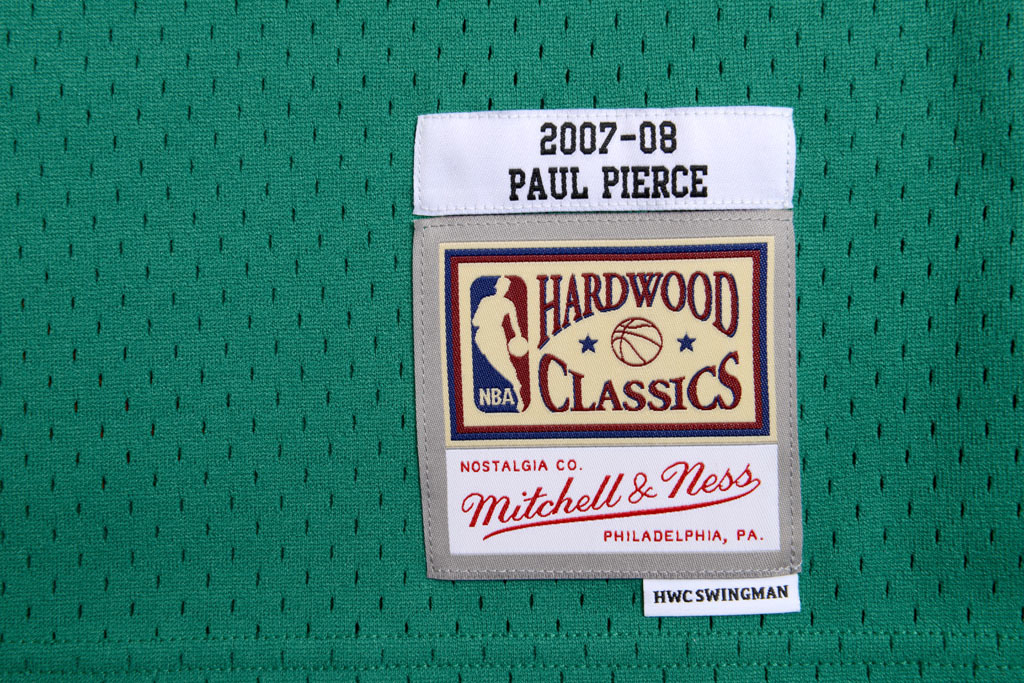 2007-08
PAUL PIERCE
HARDWOOD
CLASSICS
NBA
NOSTALGIA CO.
Mitchell & Ness
PHILADELPHIA, PA.
HWC SWINGMAN